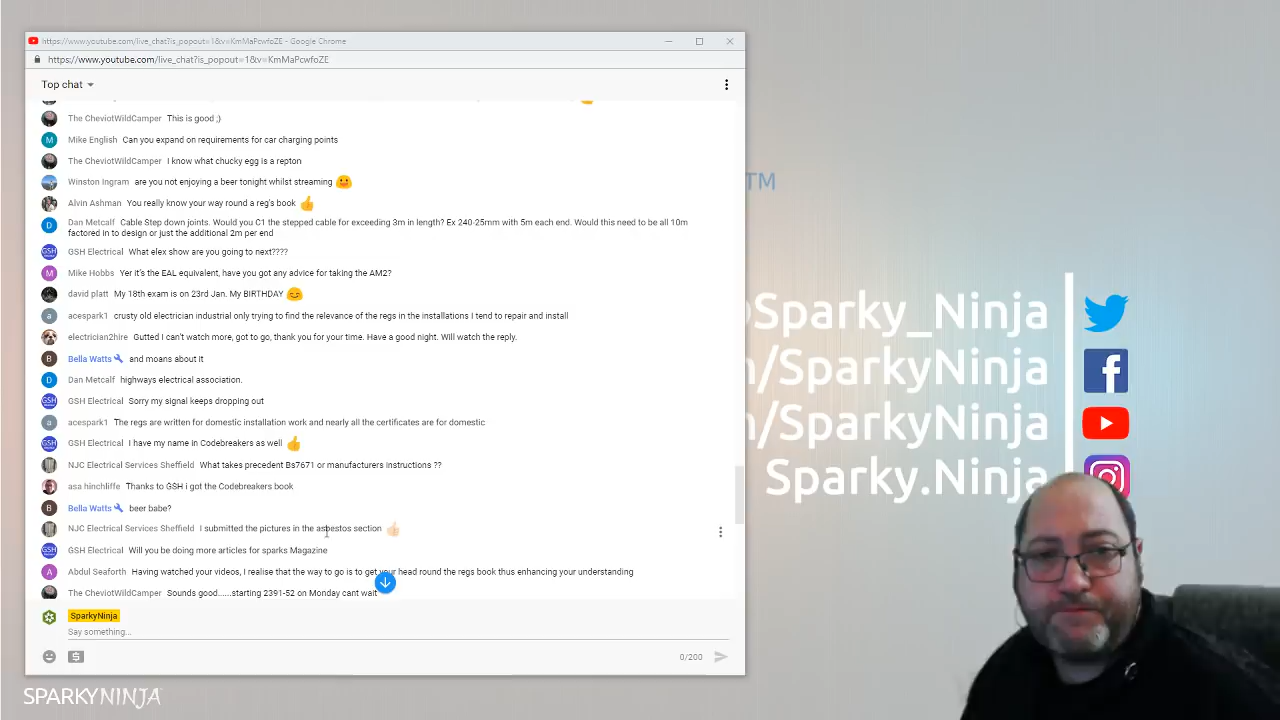 https://www.youtube.com/live_chat?is_popout=1&v=KmMaPcwfoZE - Google Chrome
https://www.youtube.com/live_chat?is_popout=1&v=KmMaPcwfoZE
Top chat
The CheviotWildCamper This is good ;)
M Mike English Can you expand on requirements for car charging points
The CheviotWildCamper I know what chucky egg is a repton
Winston Ingram are you not enjoying a beer tonight whilst streaming
Alvin Ashman You really know your way round a reg's book
D Dan Metcalf Cable Step down joints. Would you C1 the stepped cable for exceeding 3m in length? Ex 240-25mm with 5m each end. Would this need to be all 10m
factored in to design or just the additional 2m per end
GSH GSH Electrical What elex show are you going to next????
M Mike Hobbs Yer it's the EAL equivalent, have you got any advice for taking the AM2?
david platt My 18th exam is on 23rd Jan. My BIRTHDAY
a acespark1 crusty old electrician industrial only trying to find the relevance of the regs in the installations I tend to repair and install
electrician2hire Gutted I can't watch more, got to go, thank you for your time. Have a good night. Will watch the reply.
B Bella Watts and moans about it
D Dan Metcalf highways electrical association.
GSH GSH Electrical Sorry my signal keeps dropping out
a acespark1 The regs are written for domestic installation work and nearly all the certificates are for domestic
GSH GSH Electrical I have my name in Codebreakers as well
NJC Electrical Services Sheffield What takes precedent Bs7671 or manufacturers instructions ??
asa hinchliffe Thanks to GSH i got the Codebreakers book
B Bella Watts beer babe?
NJC Electrical Services Sheffield I submitted the pictures in the asbestos section
GSH GSH Electrical Will you be doing more articles for sparks Magazine
A Abdul Seaforth Having watched your videos, I realise that the way to go is to get your head round the regs book thus enhancing your understanding
The CheviotWildCamper Sounds good......starting 2391-52 on Monday cant wait
SparkyNinja
Say something...
0/200
TM
@Sparky_Ninja
/SparkyNinja
/SparkyNinja
Sparky.Ninja
SPARKYNINJA